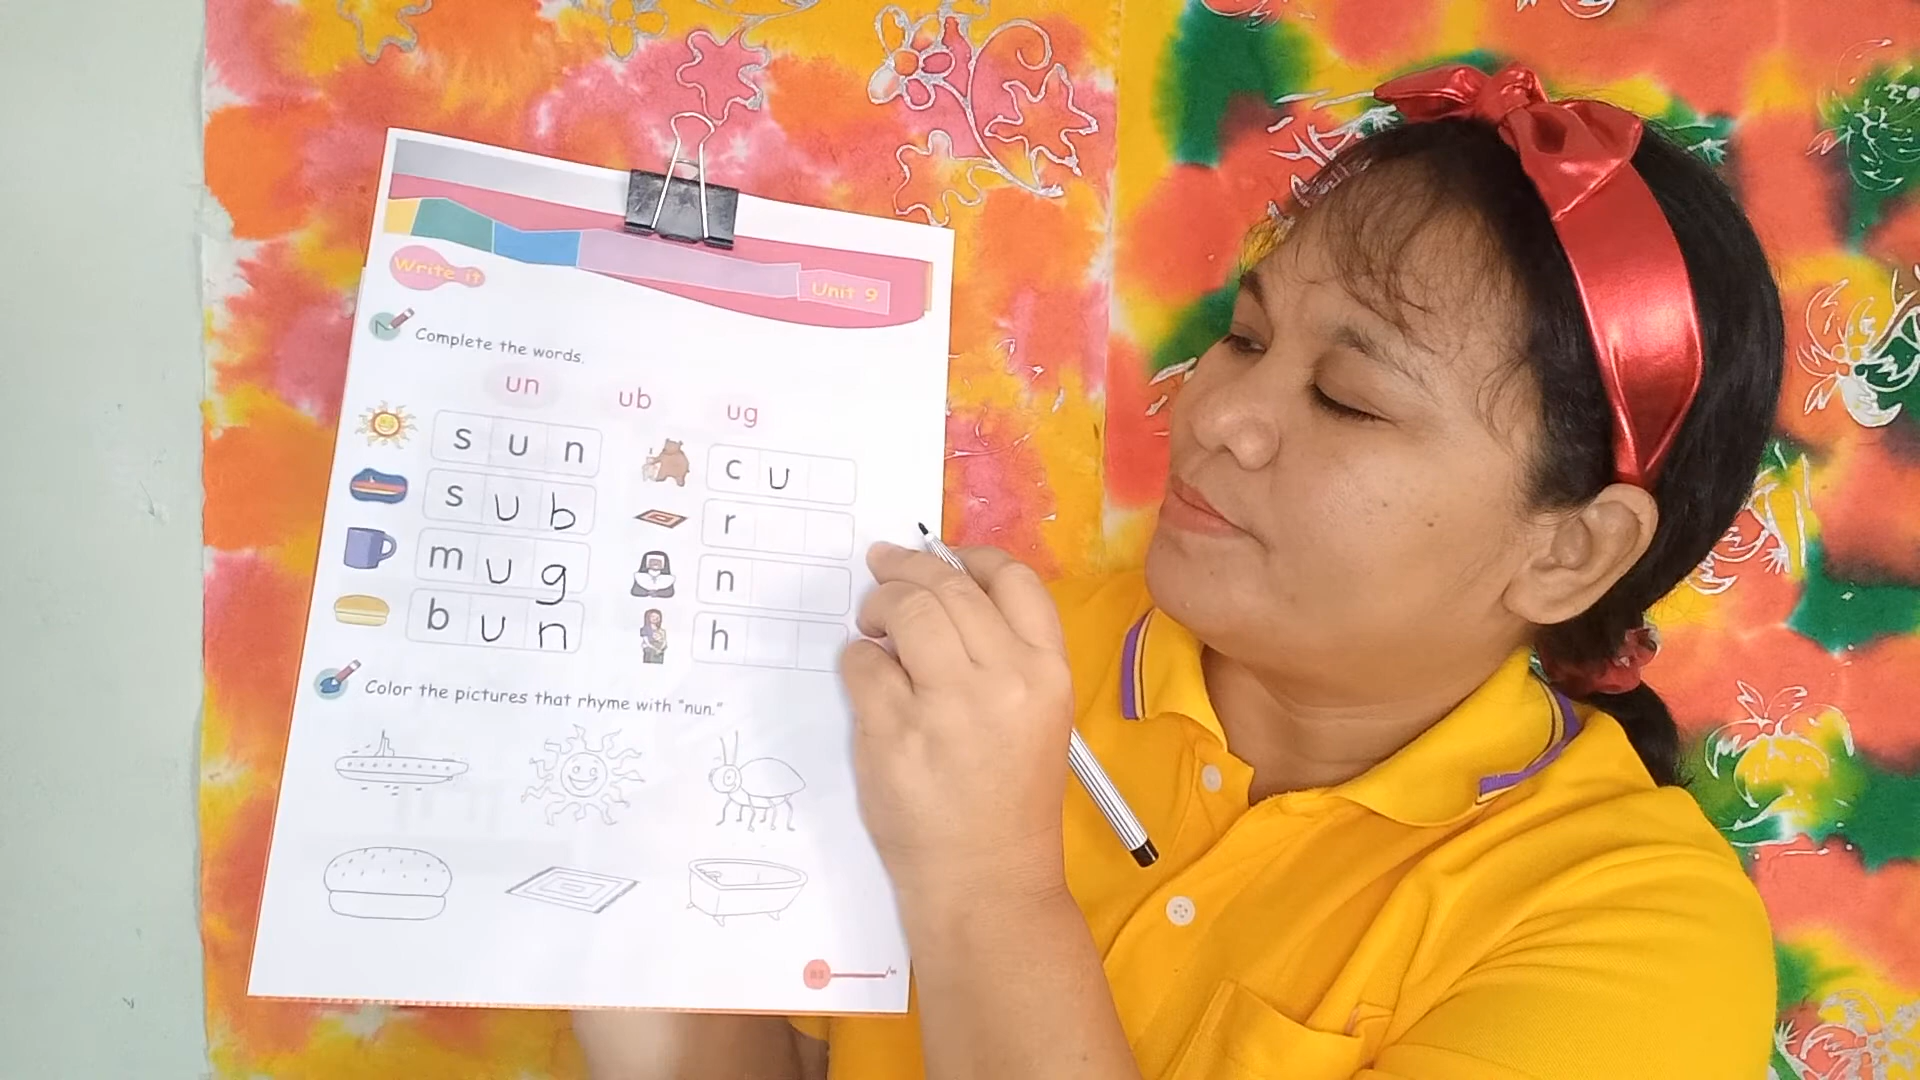 Write it
Unit 9
Complete the words.
un ub ug
s u n
c u
s u b
r
m u g
n
b u n
h
Color the pictures that rhyme with "nun."